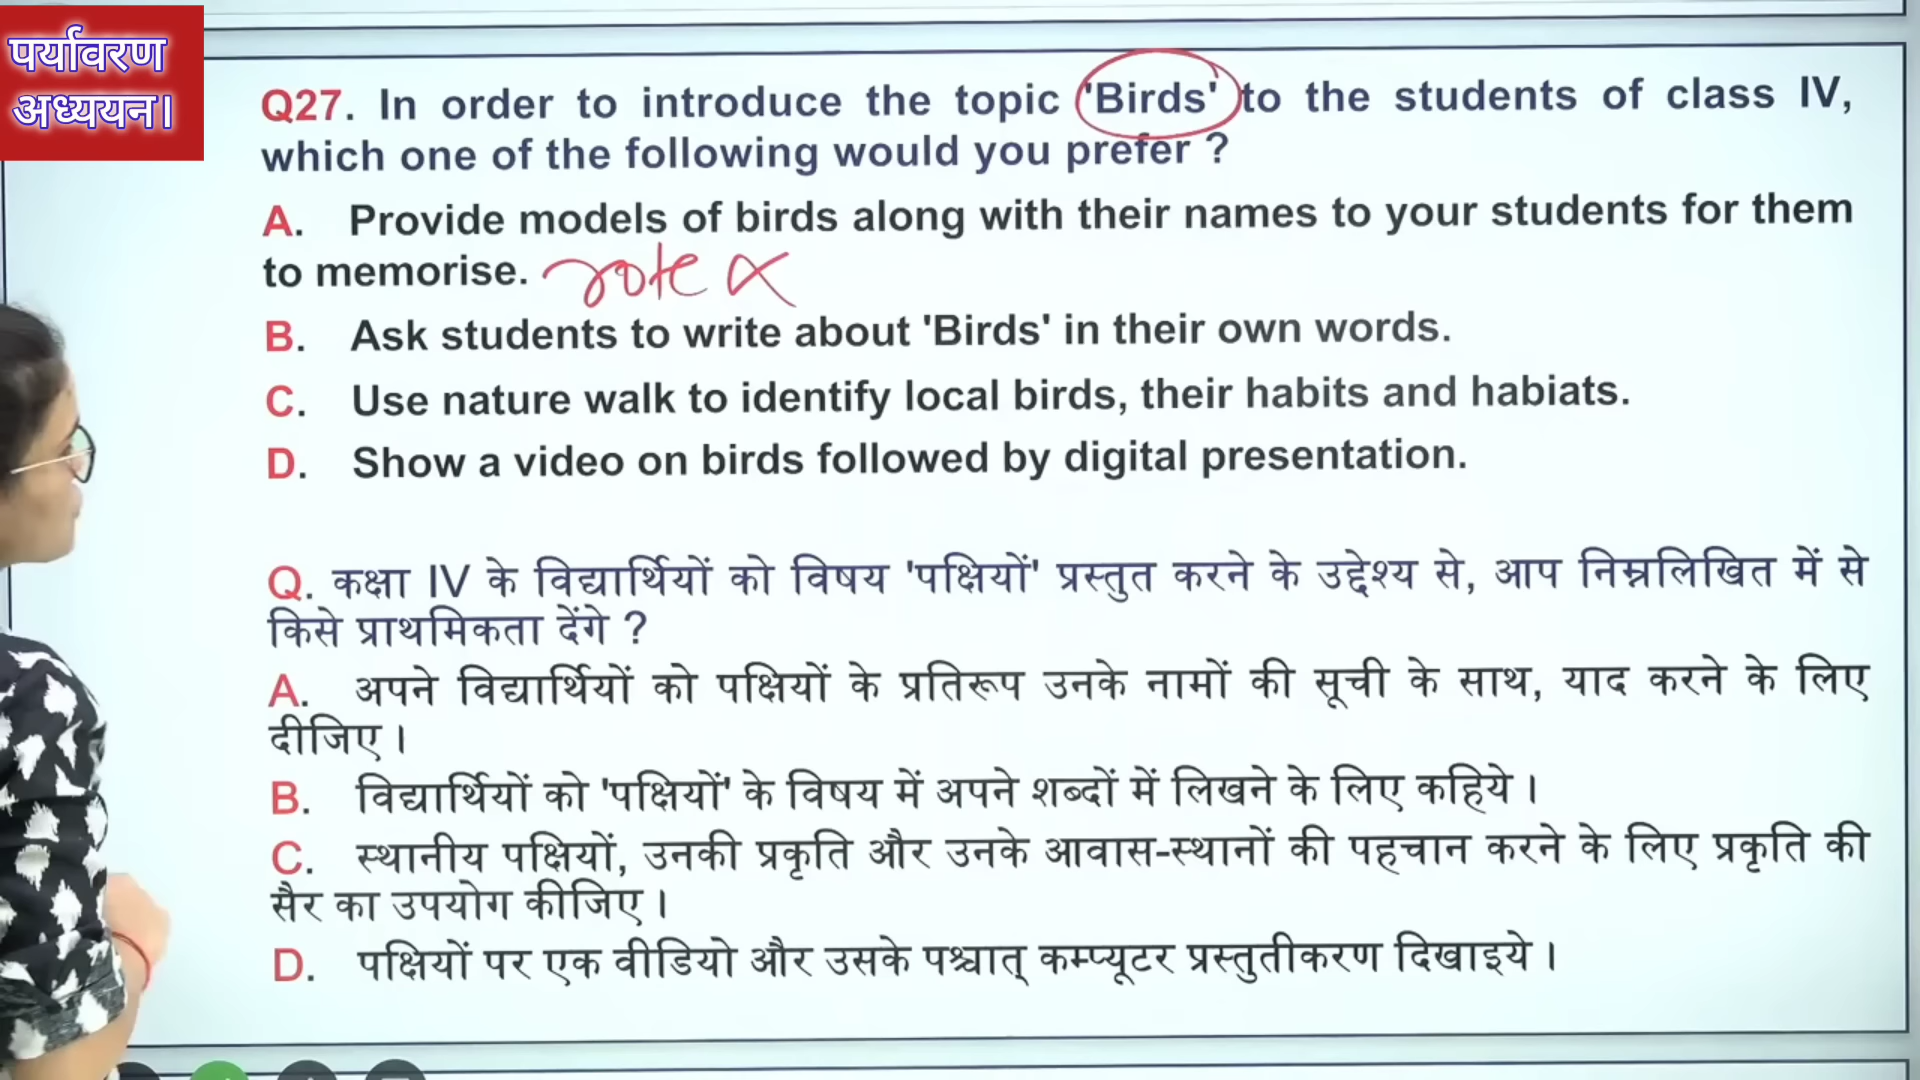 पर्यावरण
अध्ययन।
Q27. In order to introduce the topic 'Birds' to the students of class IV,
which one of the following would you prefer ?
A. Provide models of birds along with their names to your students for them
to memorise. rote
B. Ask students to write about 'Birds' in their own words.
C. Use nature walk to identify local birds, their habits and habiats.
D. Show a video on birds followed by digital presentation.
Q. कक्षा IV के विद्यार्थियों को विषय 'पक्षियों' प्रस्तुत करने के उद्देश्य से, आप निम्नलिखित में से
किसे प्राथमिकता देंगे ?
A. अपने विद्यार्थियों को पक्षियों के प्रतिरूप उनके नामों की सूची के साथ, याद करने के लिए
दीजिए।
B. विद्यार्थियों को 'पक्षियों' के विषय में अपने शब्दों में लिखने के लिए कहिये।
C. स्थानीय पक्षियों, उनकी प्रकृति और उनके आवास-स्थानों की पहचान करने के लिए प्रकृति की
सैर का उपयोग कीजिए।
D. पक्षियों पर एक वीडियो और उसके पश्चात् कम्प्यूटर प्रस्तुतीकरण दिखाइये।